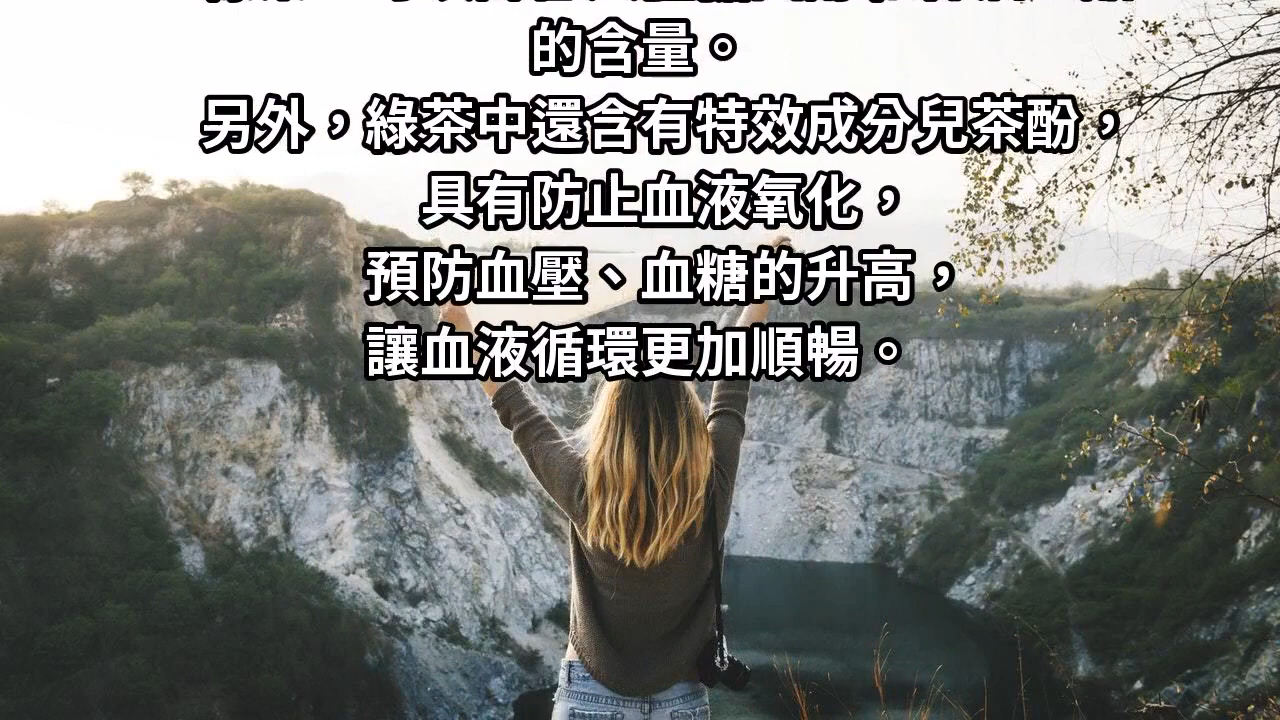 的含量。
另外，綠茶中還含有特效成分兒茶酚，
具有防止血液氧化，
預防血壓、血糖的升高，
讓血液循環更加順暢。